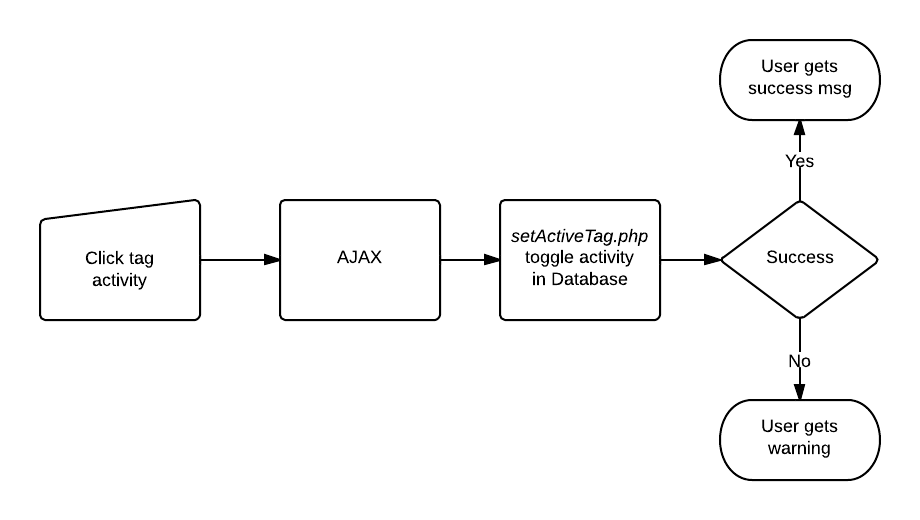 User gets
success msg
Yes
Click tag
activity
AJAX
setActiveTag.php
toggle activity
in Database
Success
No
User gets
warning